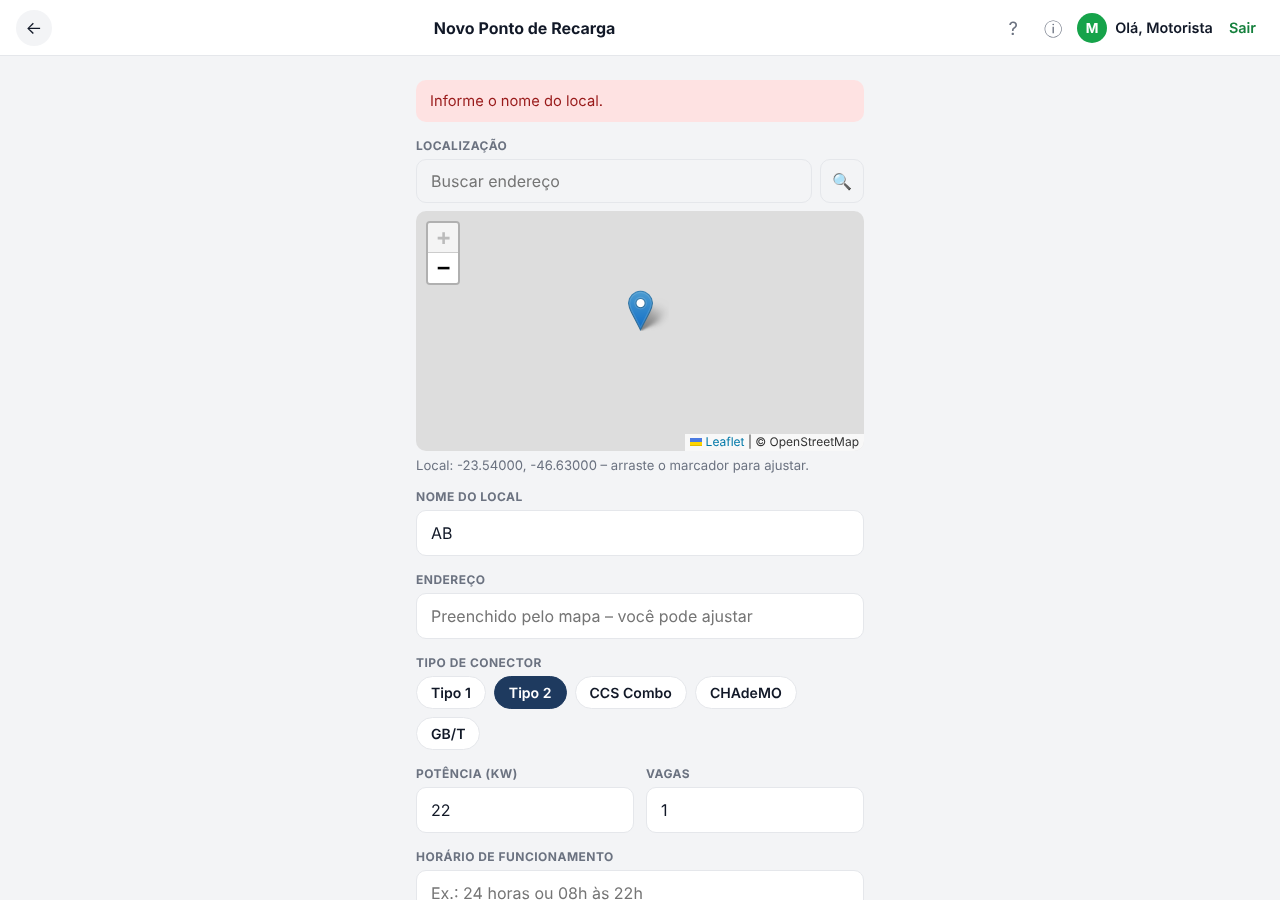 ←
Novo Ponto de Recarga
?
ⓘ
M
Olá, Motorista
Sair
Informe o nome do local.
LOCALIZAÇÃO
Buscar endereço
+
−
Leaflet | © OpenStreetMap
Local: -23.54000, -46.63000 – arraste o marcador para ajustar.
NOME DO LOCAL
AB
ENDEREÇO
Preenchido pelo mapa – você pode ajustar
TIPO DE CONECTOR
Tipo 1
Tipo 2
CCS Combo
CHAdeMO
GB/T
POTÊNCIA (KW)
VAGAS
22
1
HORÁRIO DE FUNCIONAMENTO
Ex.: 24 horas ou 08h às 22h